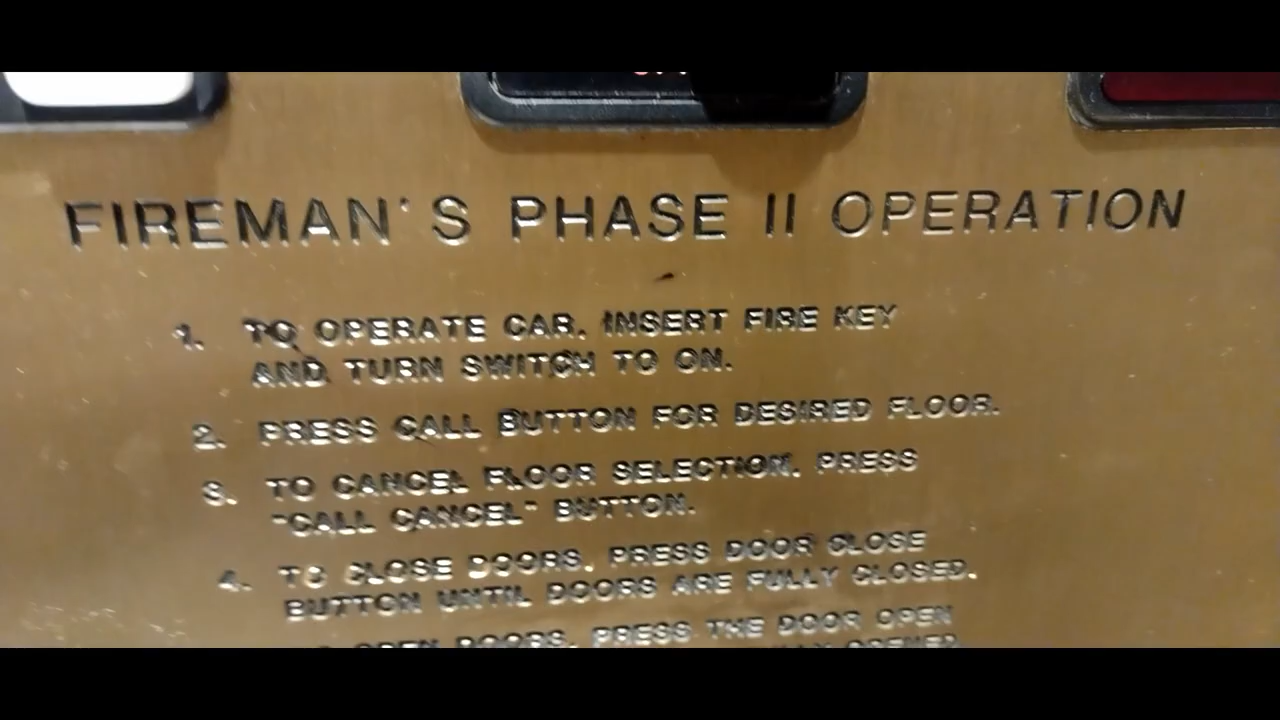 FIREMAN'S PHASE II OPERATION
1. TO OPERATE CAR, INSERT FIRE KEY
AND TURN SWITCH TO ON.
2. PRESS CALL BUTTON FOR DESIRED FLOOR.
3. TO CANCEL FLOOR SELECTION, PRESS
"CALL CANCEL" BUTTON.
4. TO CLOSE DOORS, PRESS DOOR CLOSE
BUTTON UNTIL DOORS ARE FULLY CLOSED.
OPEN DOORS, PRESS THE DOOR OPEN